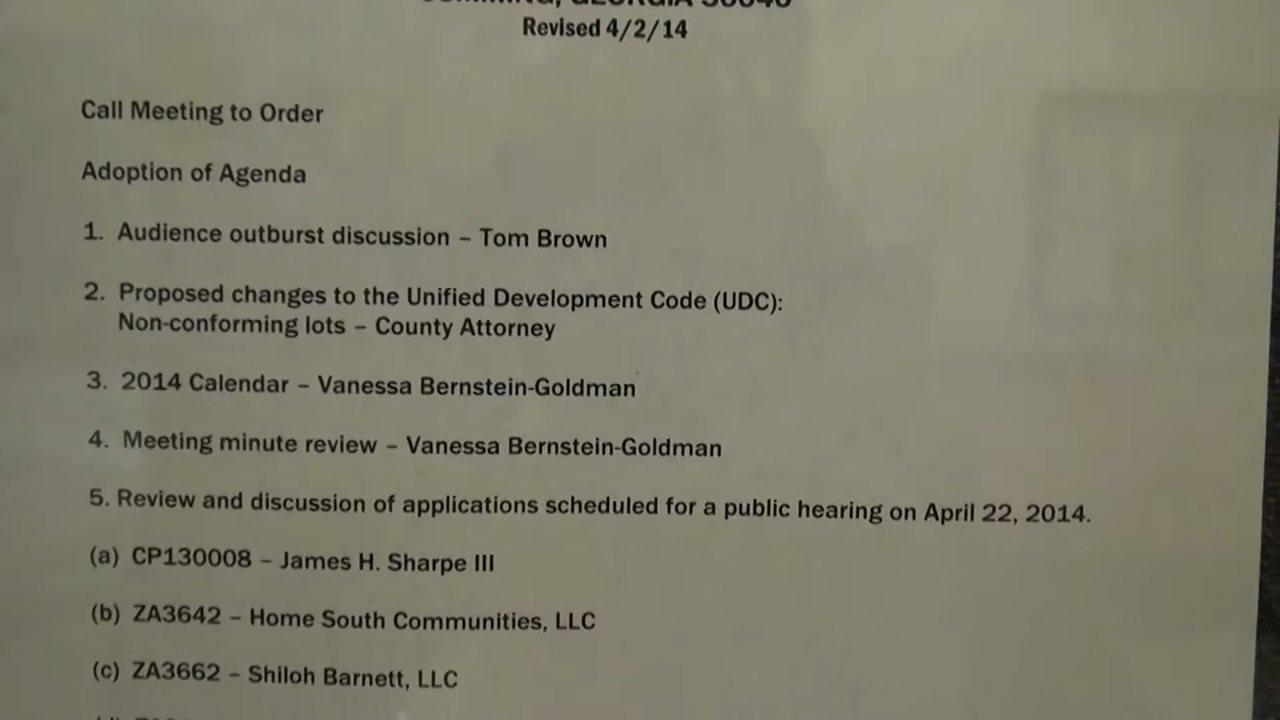 CUMMING, GEORGIA 30040
Revised 4/2/14
Call Meeting to Order
Adoption of Agenda
1. Audience outburst discussion – Tom Brown
2. Proposed changes to the Unified Development Code (UDC):
Non-conforming lots – County Attorney
3. 2014 Calendar – Vanessa Bernstein-Goldman
4. Meeting minute review – Vanessa Bernstein-Goldman
5. Review and discussion of applications scheduled for a public hearing on April 22, 2014.
(a) CP130008 – James H. Sharpe III
(b) ZA3642 – Home South Communities, LLC
(c) ZA3662 – Shiloh Barnett, LLC